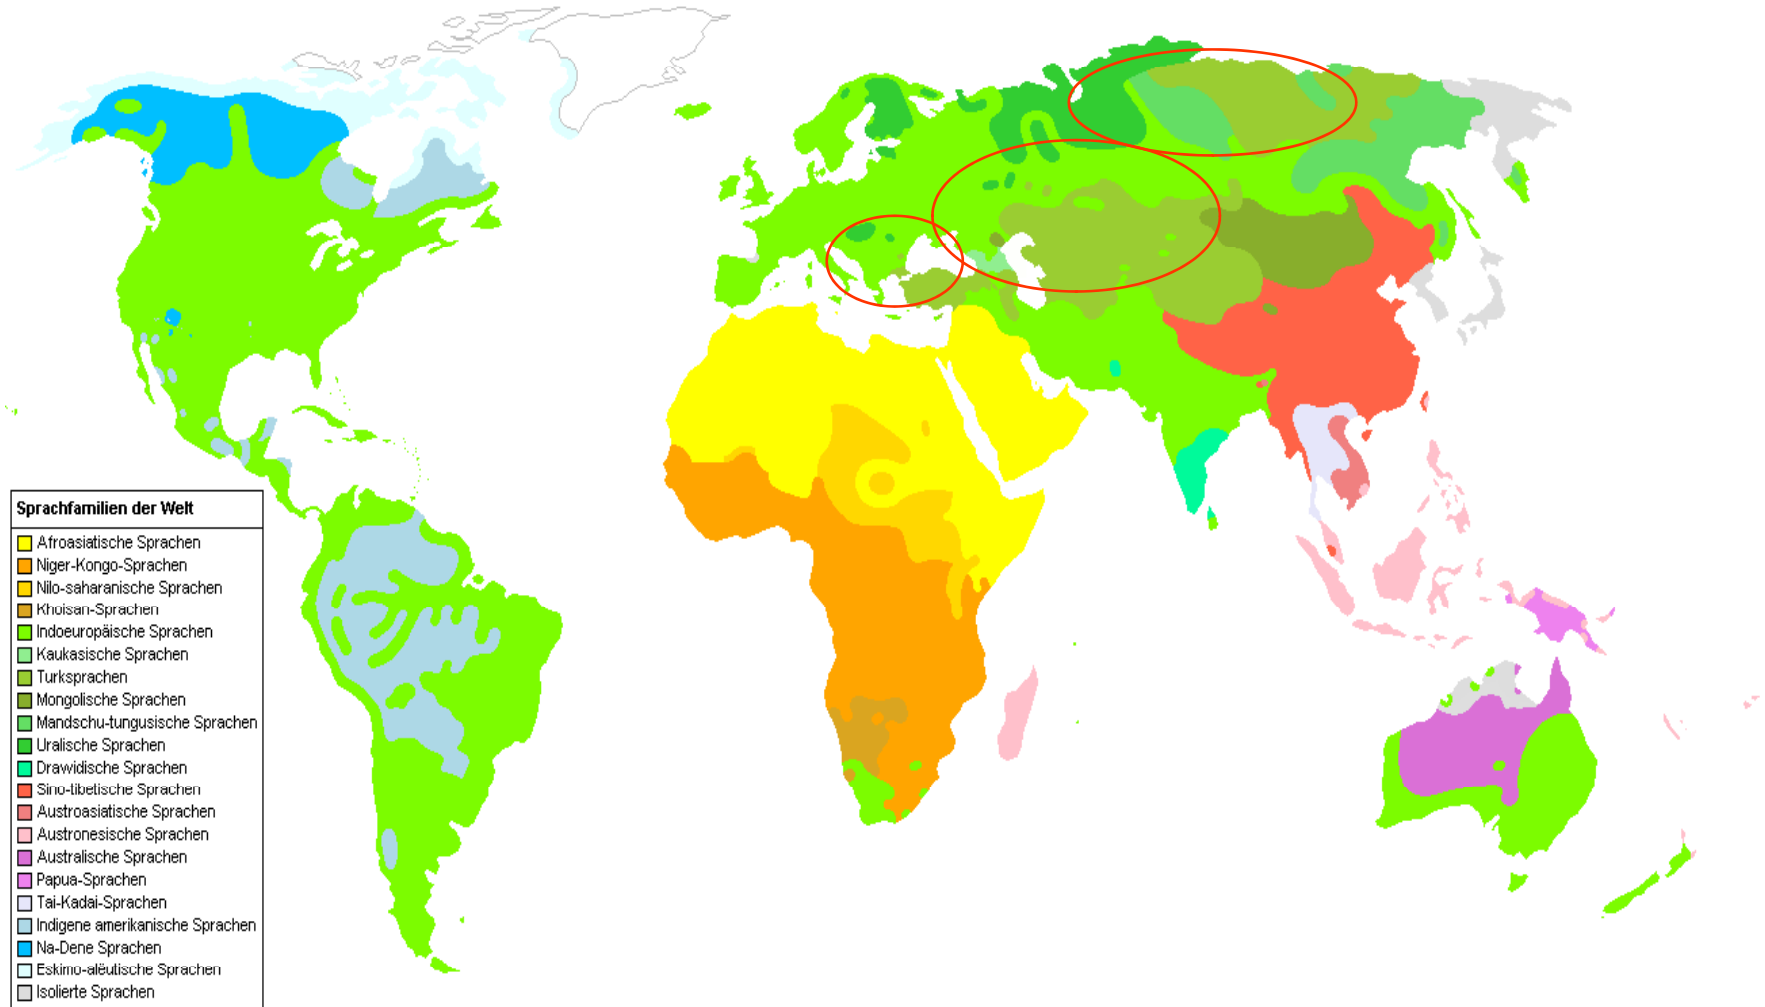 Sprachfamilien der Welt
Afroasiatische Sprachen
Niger-Kongo-Sprachen
Nilo-saharanische Sprachen
Khoisan-Sprachen
Indoeuropäische Sprachen
Kaukasische Sprachen
Turksprachen
Mongolische Sprachen
Mandschu-tungusische Sprachen
Uralische Sprachen
Drawidische Sprachen
Sino-tibetische Sprachen
Austroasiatische Sprachen
Austronesische Sprachen
Australische Sprachen
Papua-Sprachen
Tai-Kadai-Sprachen
Indigene amerikanische Sprachen
Na-Dene Sprachen
Eskimo-alëutische Sprachen
Isolierte Sprachen